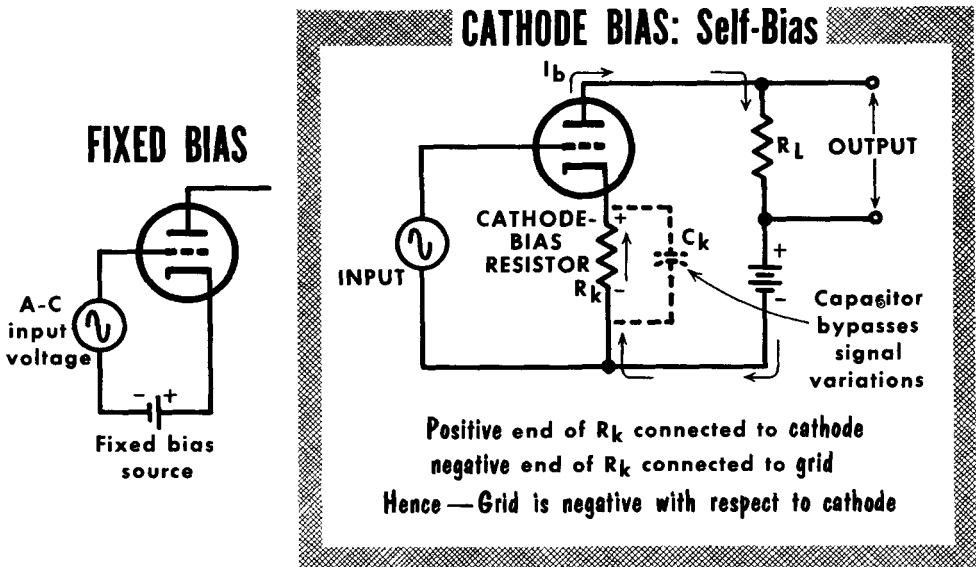 CATHODE BIAS: Self-Bias
FIXED BIAS
A-C
input
voltage
- +
Fixed bias
source
Ib
RL
OUTPUT
INPUT
CATHODE-
BIAS
RESISTOR
Rk
+
-
Ck
+
-
Capacitor
bypasses
signal
variations
Positive end of Rk connected to cathode
negative end of Rk connected to grid
Hence — Grid is negative with respect to cathode